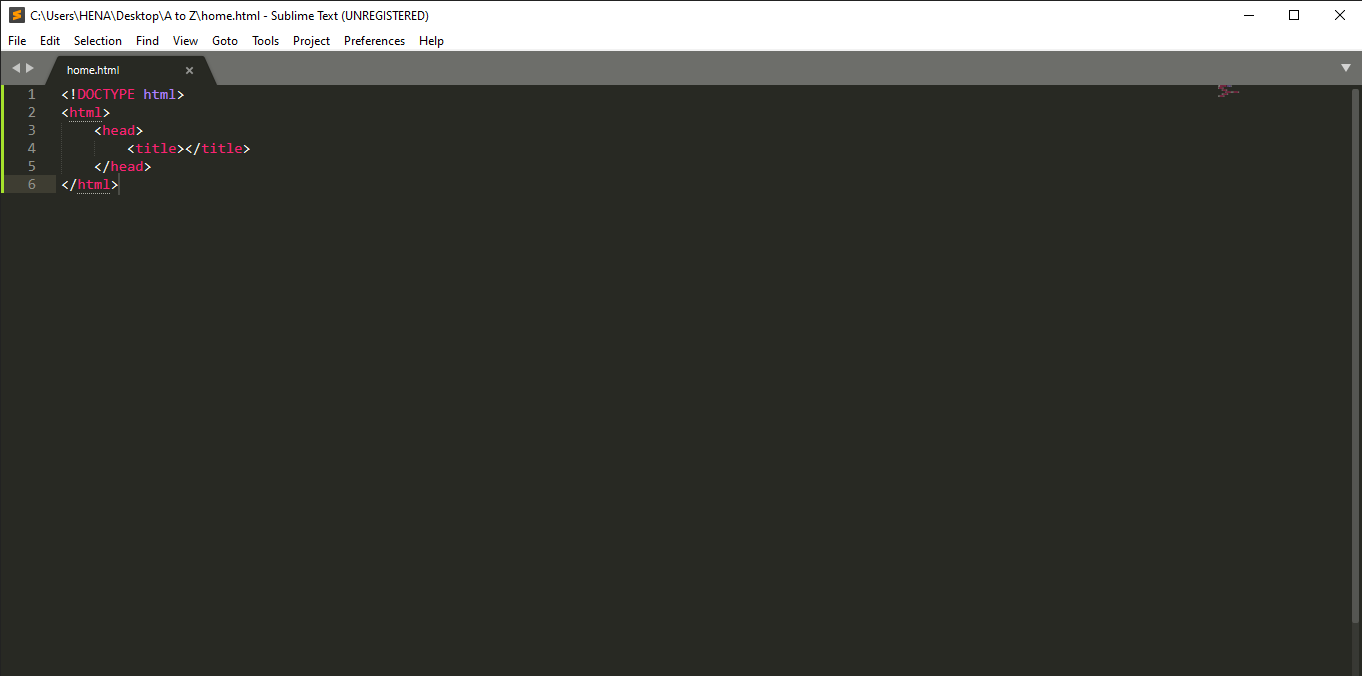 C:\Users\HENA\Desktop\A to Z\home.html - Sublime Text (UNREGISTERED)
File Edit Selection Find View Goto Tools Project Preferences Help
home.html
1 <!DOCTYPE html>
2 <html>
3     <head>
4         <title></title>
5     </head>
6 </html>